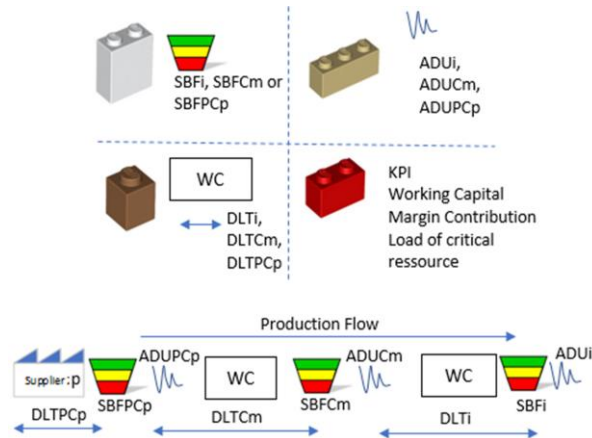 SBFi, SBFCm or
SBFPCp
ADUi,
ADUCm,
ADUPCp
WC
DLTi,
DLTCm,
DLTPCp
KPI
Working Capital
Margin Contribution
Load of critical
ressource
Production Flow
Supplier:p
SBFPCp
ADUPCp
WC
SBFCm
ADUCm
WC
SBFi
ADUi
DLTPCp
DLTCm
DLTi